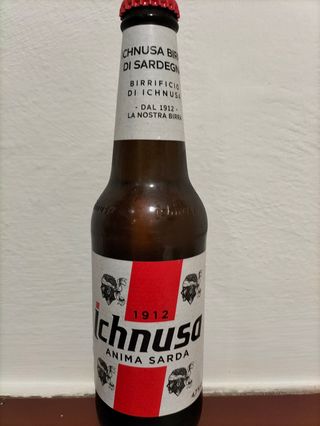 ICHNUSA BIRRA
DI SARDEGNA
BIRRIFICIO
DI ICHNUSA
- DAL 1912 -
LA NOSTRA BIRRA
1912
ichnusa
ANIMA SARDA